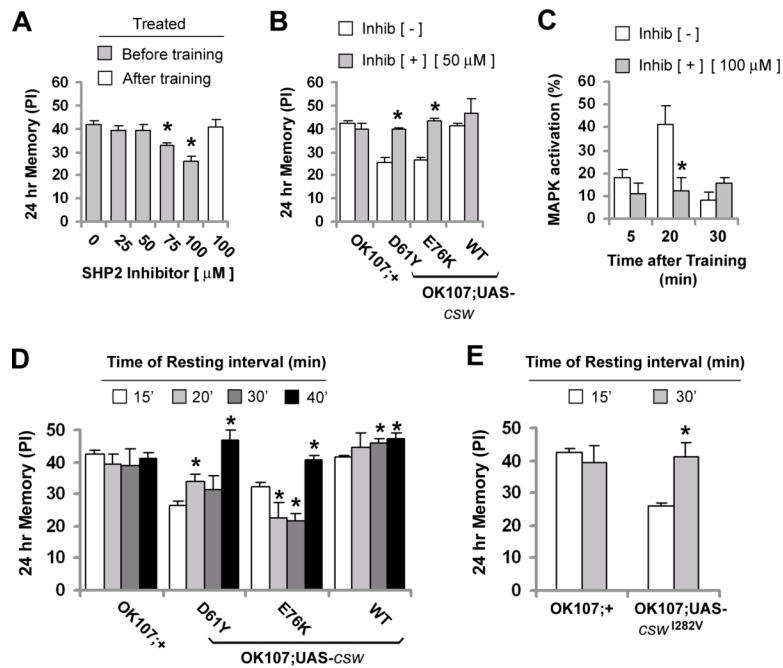 A
Treated
Before training
After training
24 hr Memory (PI)
60
50
40
30
20
10
0
*
*
0
25
50
75
100
100
SHP2 Inhibitor [ μM ]
B
Inhib [ - ]
Inhib [ + ] [ 50 μM ]
24 hr Memory (PI)
60
50
40
30
20
10
0
*
*
OK107;+
D61Y
E76K
WT
OK107;UAS-
csw
C
Inhib [ - ]
Inhib [ + ] [ 100 μM ]
MAPK activation (%)
60
50
40
30
20
10
0
*
5
20
30
Time after Training
(min)
D
Time of Resting interval (min)
15'
20'
30'
40'
24 hr Memory (PI)
50
40
30
20
10
0
*
*
*
*
*
*
*
OK107;+
D61Y
E76K
WT
OK107;UAS-csw
E
Time of Resting interval (min)
15'
30'
24 hr Memory (PI)
50
40
30
20
10
0
*
OK107;+
OK107;UAS-
csw I282V